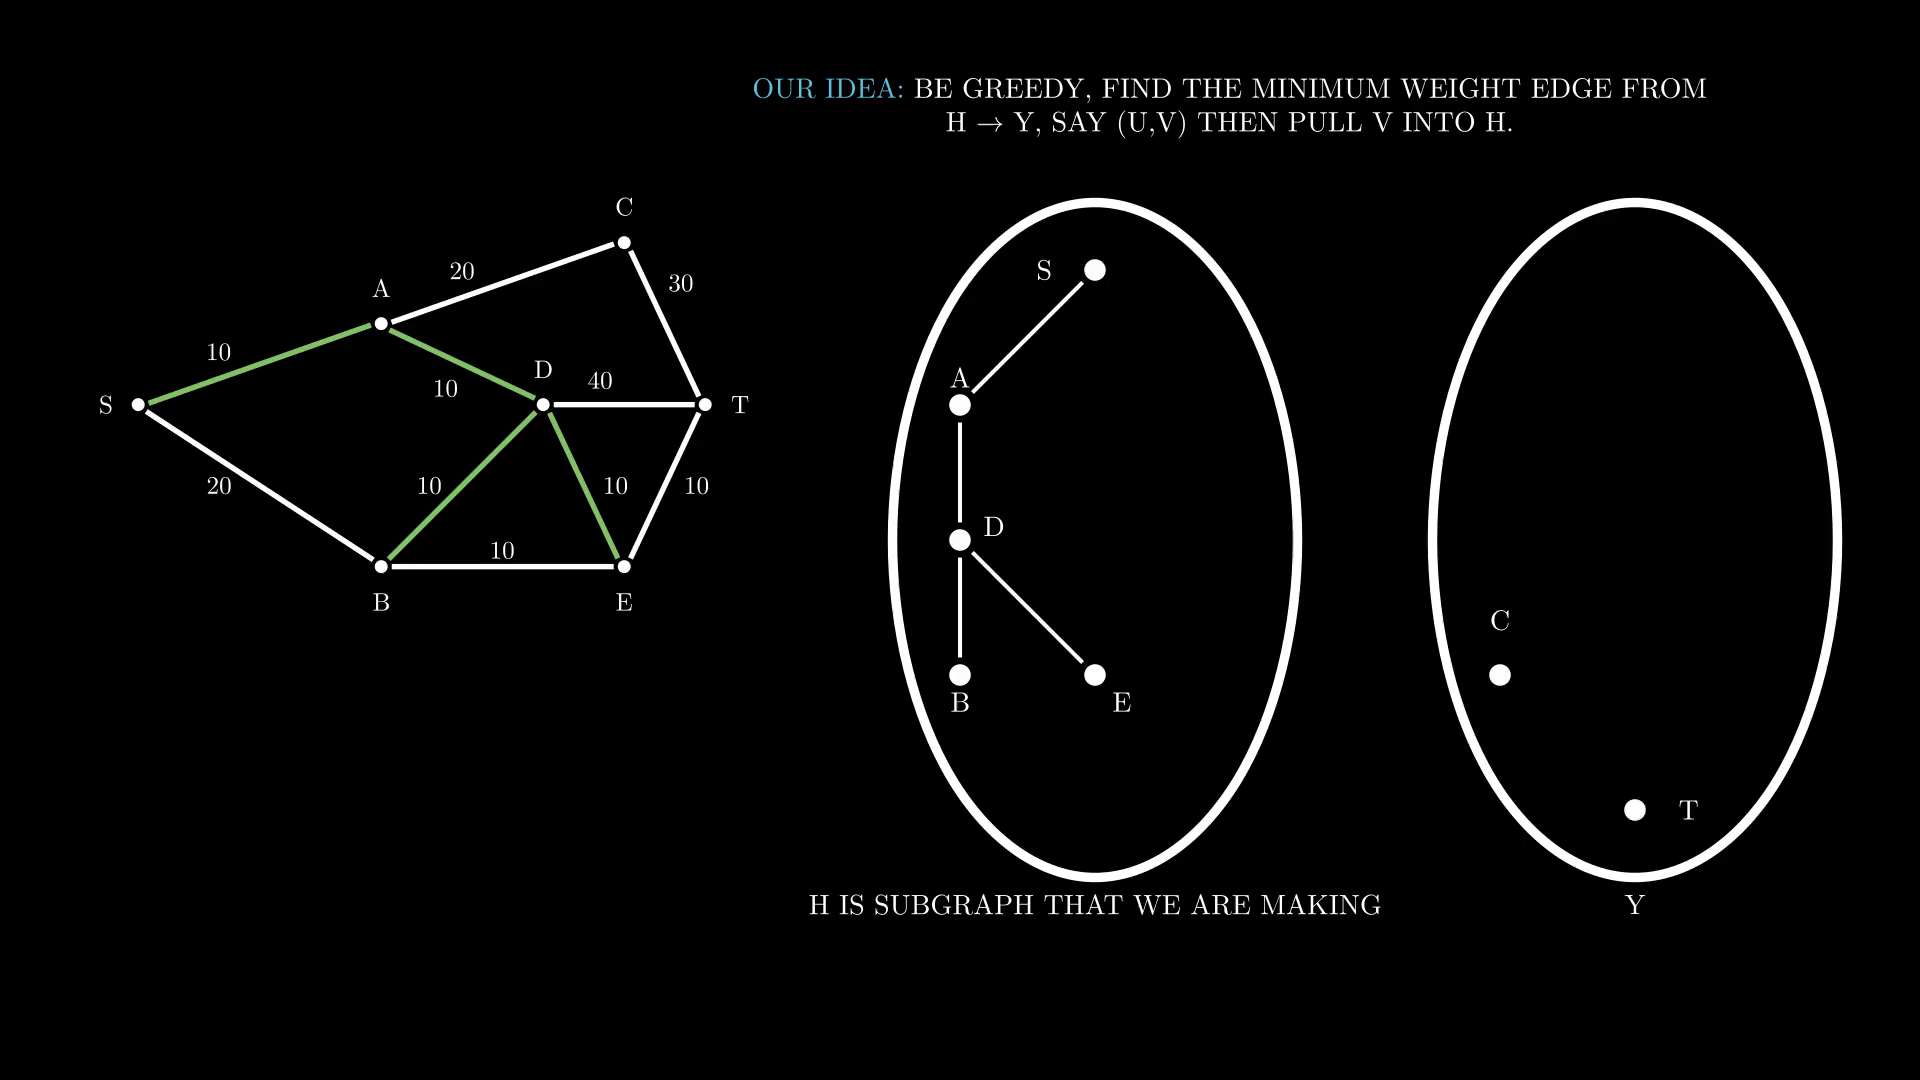 OUR IDEA: BE GREEDY, FIND THE MINIMUM WEIGHT EDGE FROM
H → Y, SAY (U,V) THEN PULL V INTO H.
C
20
30
A
10
D
10
40
S
T
20
10
10
10
10
B
E
S
A
D
B
E
C
T
H IS SUBGRAPH THAT WE ARE MAKING
Y